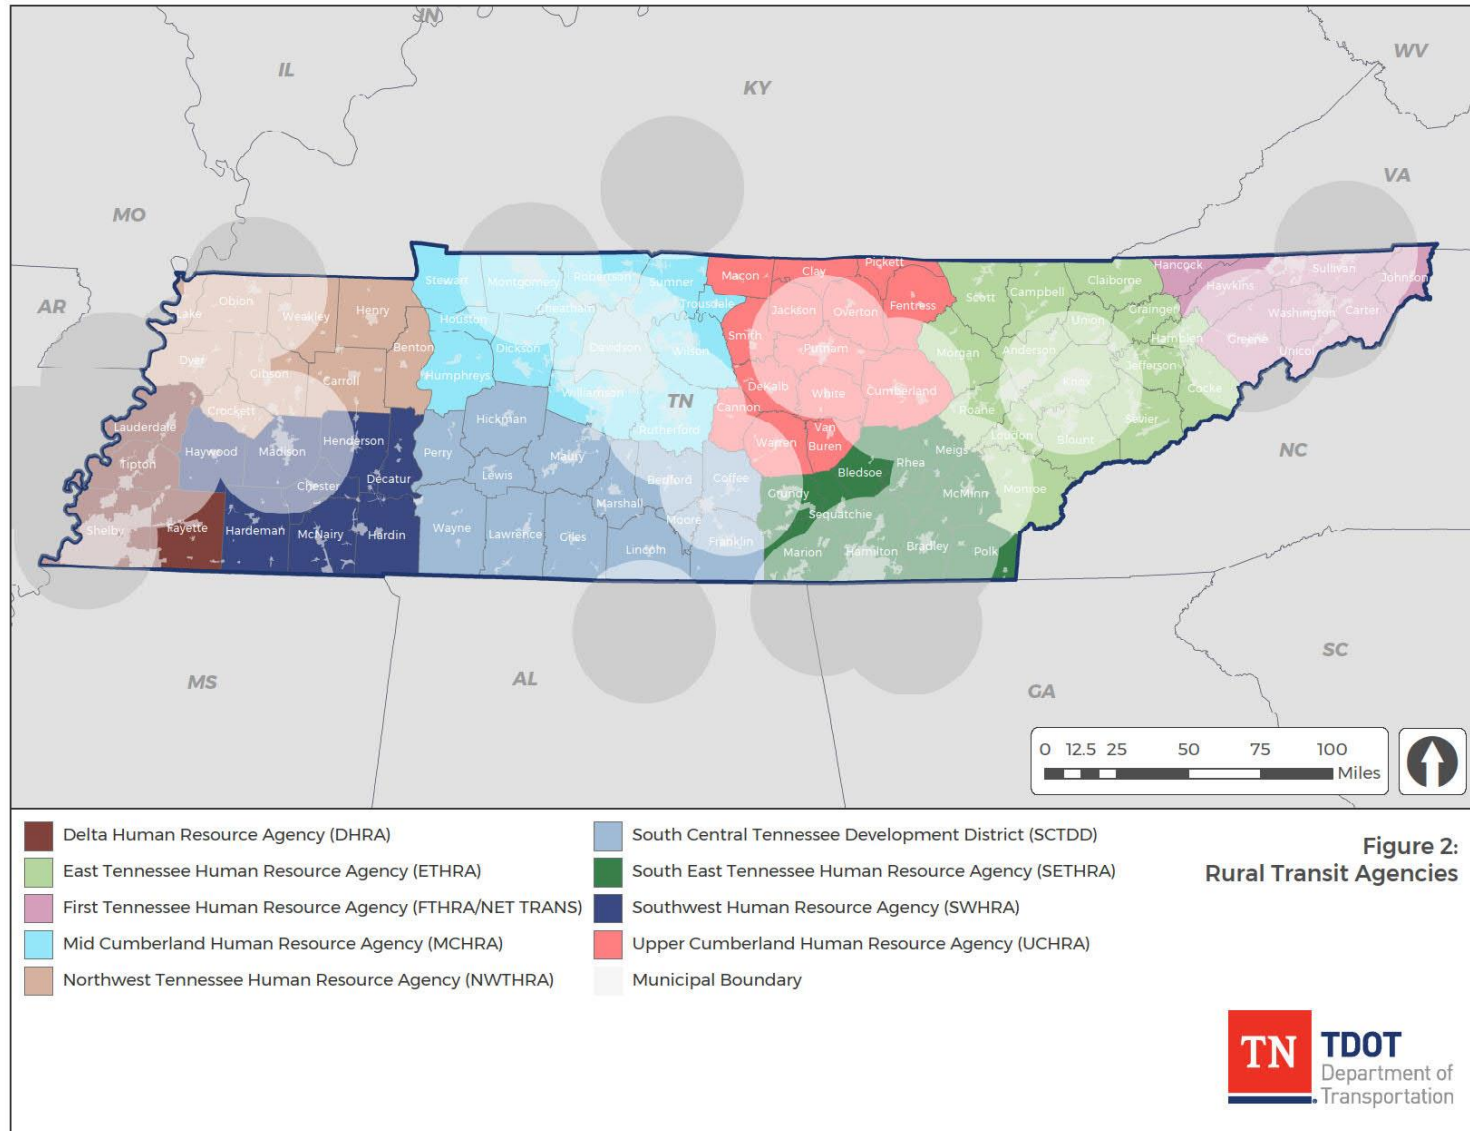 IN
IL
WV
KY
MO
VA
AR
TN
NC
MS
AL
GA
SC
Stewart
Montgomery
Robertson
Sumner
Macon
Clay
Pickett
Scott
Campbell
Claiborne
Hancock
Hawkins
Sullivan
Johnson
Lake
Obion
Weakley
Henry
Houston
Cheatham
Trousdale
Jackson
Overton
Fentress
Union
Grainger
Washington
Carter
Dyer
Gibson
Carroll
Benton
Humphreys
Dickson
Davidson
Wilson
Smith
Putnam
Morgan
Anderson
Knox
Hamblen
Jefferson
Greene
Unicoi
Crockett
Williamson
Rutherford
Cannon
DeKalb
White
Cumberland
Roane
Loudon
Blount
Sevier
Cocke
Lauderdale
Haywood
Madison
Henderson
Decatur
Perry
Hickman
Lewis
Maury
Bedford
Coffee
Warren
Van
Buren
Bledsoe
Rhea
Meigs
McMinn
Monroe
Tipton
Chester
Marshall
Moore
Grundy
Sequatchie
Shelby
Fayette
Hardeman
McNairy
Hardin
Wayne
Lawrence
Giles
Lincoln
Franklin
Marion
Hamilton
Bradley
Polk
0 12.5 25 50 75 100
Miles
Delta Human Resource Agency (DHRA)
East Tennessee Human Resource Agency (ETHRA)
First Tennessee Human Resource Agency (FTHRA/NET TRANS)
Mid Cumberland Human Resource Agency (MCHRA)
Northwest Tennessee Human Resource Agency (NWTHRA)
South Central Tennessee Development District (SCTDD)
South East Tennessee Human Resource Agency (SETHRA)
Southwest Human Resource Agency (SWHRA)
Upper Cumberland Human Resource Agency (UCHRA)
Municipal Boundary
Figure 2:
Rural Transit Agencies
TN
TDOT
Department of
Transportation